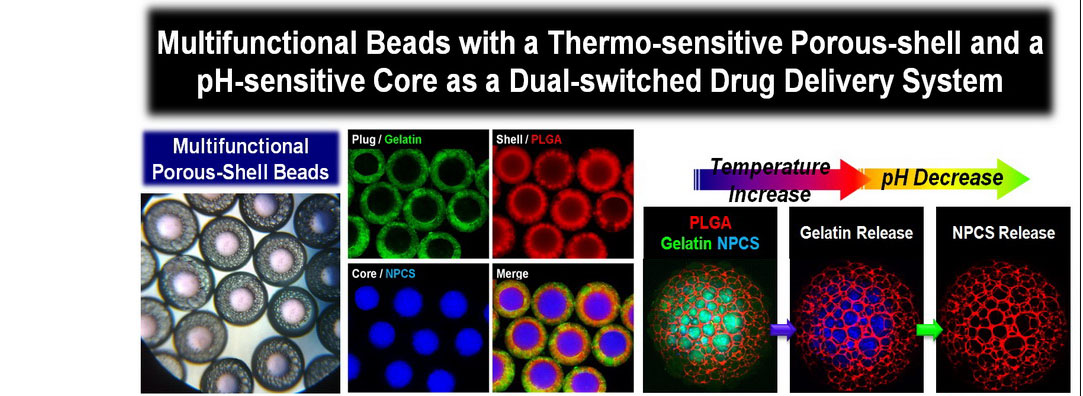 Multifunctional Beads with a Thermo-sensitive Porous-shell and a
pH-sensitive Core as a Dual-switched Drug Delivery System
Multifunctional
Porous-Shell Beads
Plug / Gelatin
Shell / PLGA
Core / NPCS
Merge
Temperature
Increase
pH Decrease
PLGA
Gelatin NPCS
Gelatin Release
NPCS Release